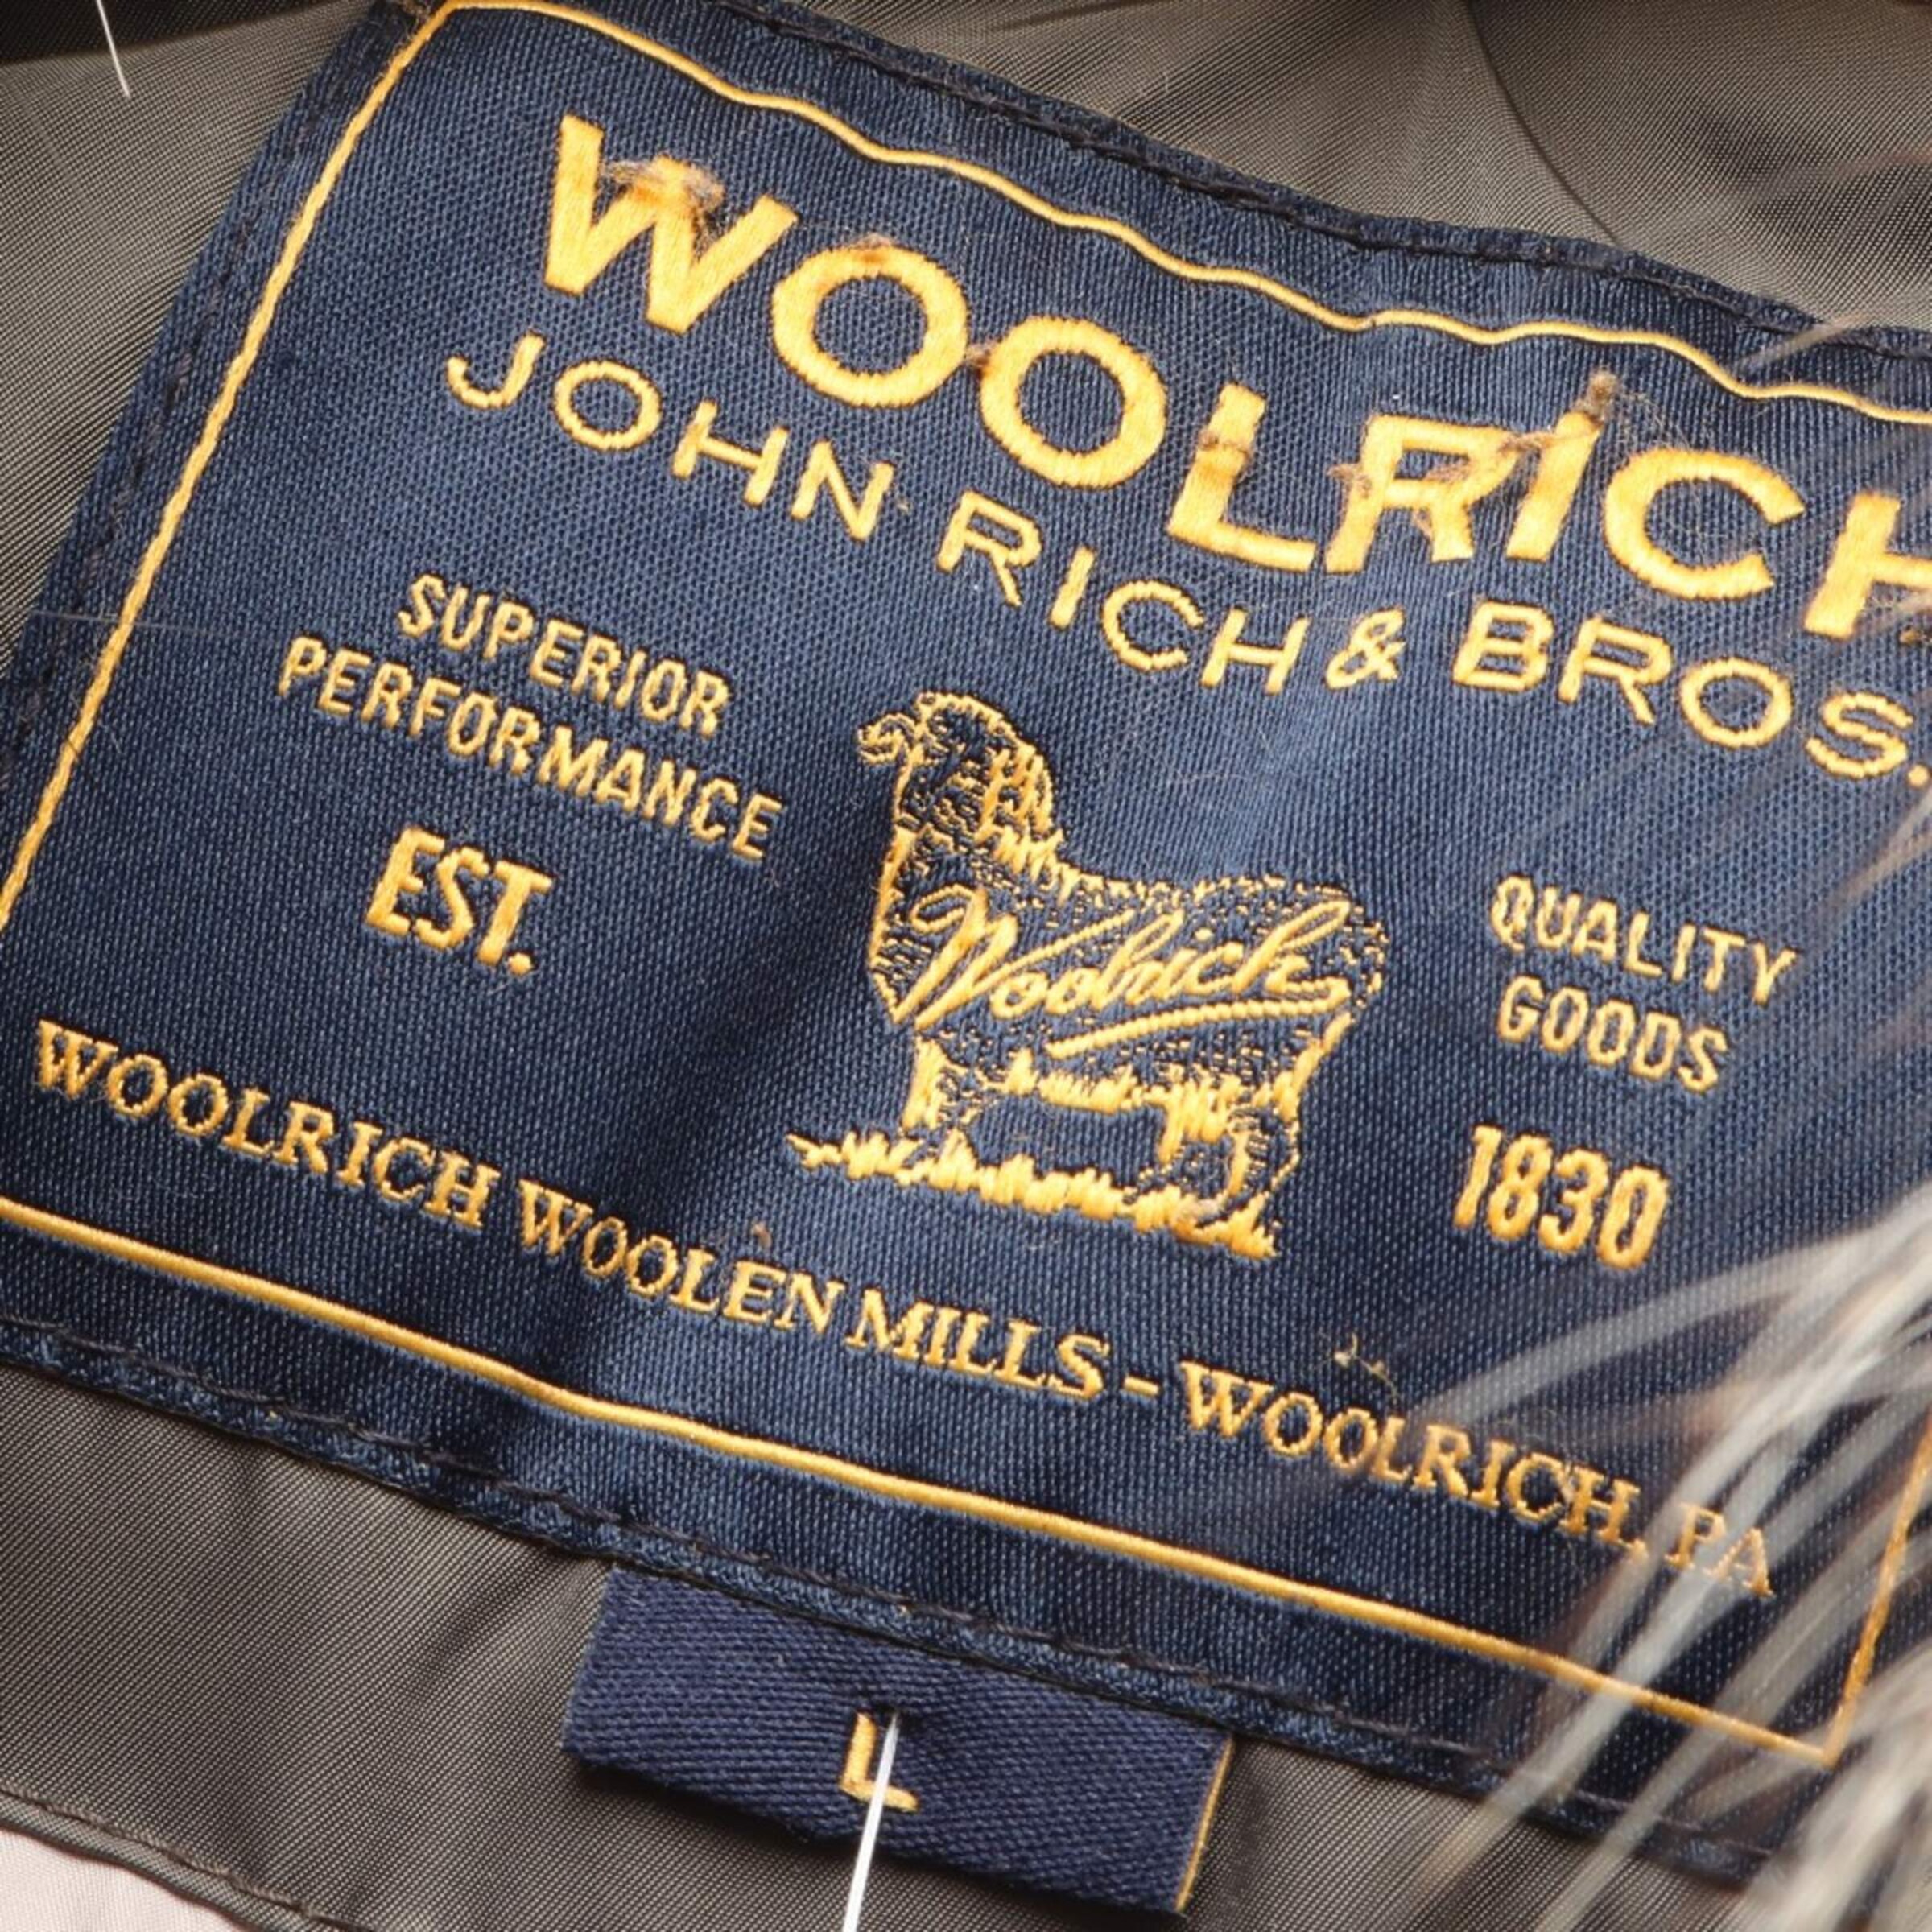 WOOLRICH
JOHN RICH & BROS.
SUPERIOR
PERFORMANCE
QUALITY
GOODS
Woolrich
EST.
1830
WOOLRICH WOOLEN MILLS - WOOLRICH, PA
L